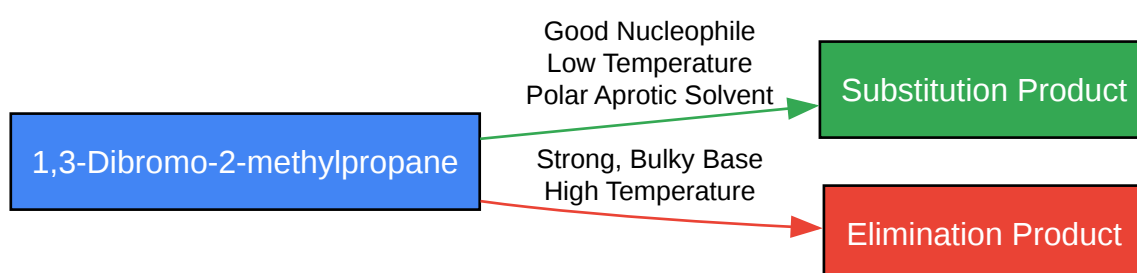 Good Nucleophile
Low Temperature
Polar Aprotic Solvent
Substitution Product
1,3-Dibromo-2-methylpropane
Strong, Bulky Base
High Temperature
Elimination Product